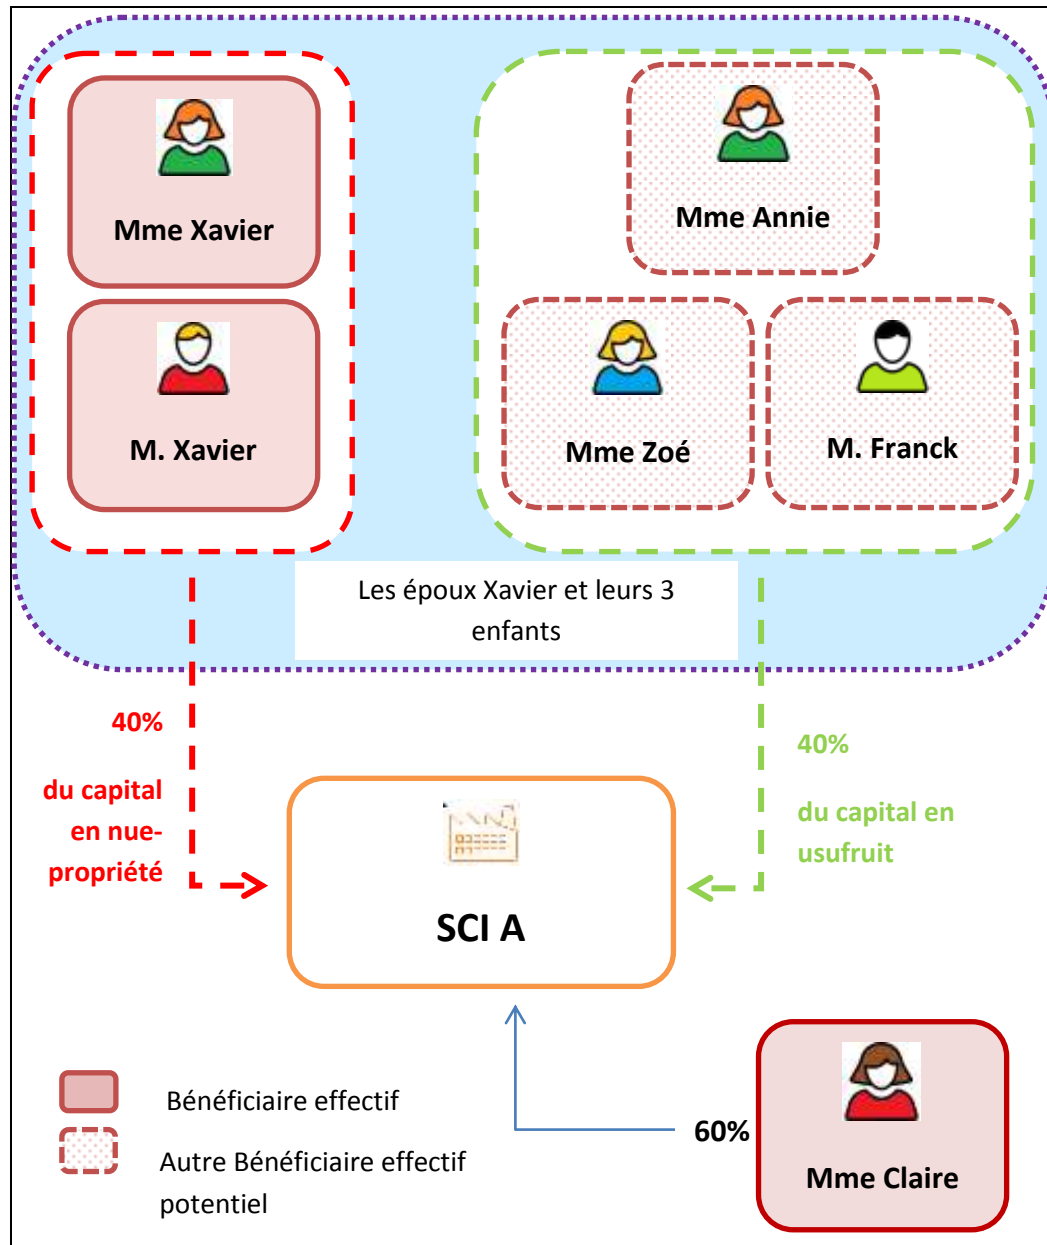 Mme Xavier
M. Xavier
Mme Annie
Mme Zoé
M. Franck
Les époux Xavier et leurs 3
enfants
40%
du capital
en nue-
propriété
40%
du capital en
usufruit
SCI A
60%
Mme Claire
Bénéficiaire effectif
Autre Bénéficiaire effectif
potentiel